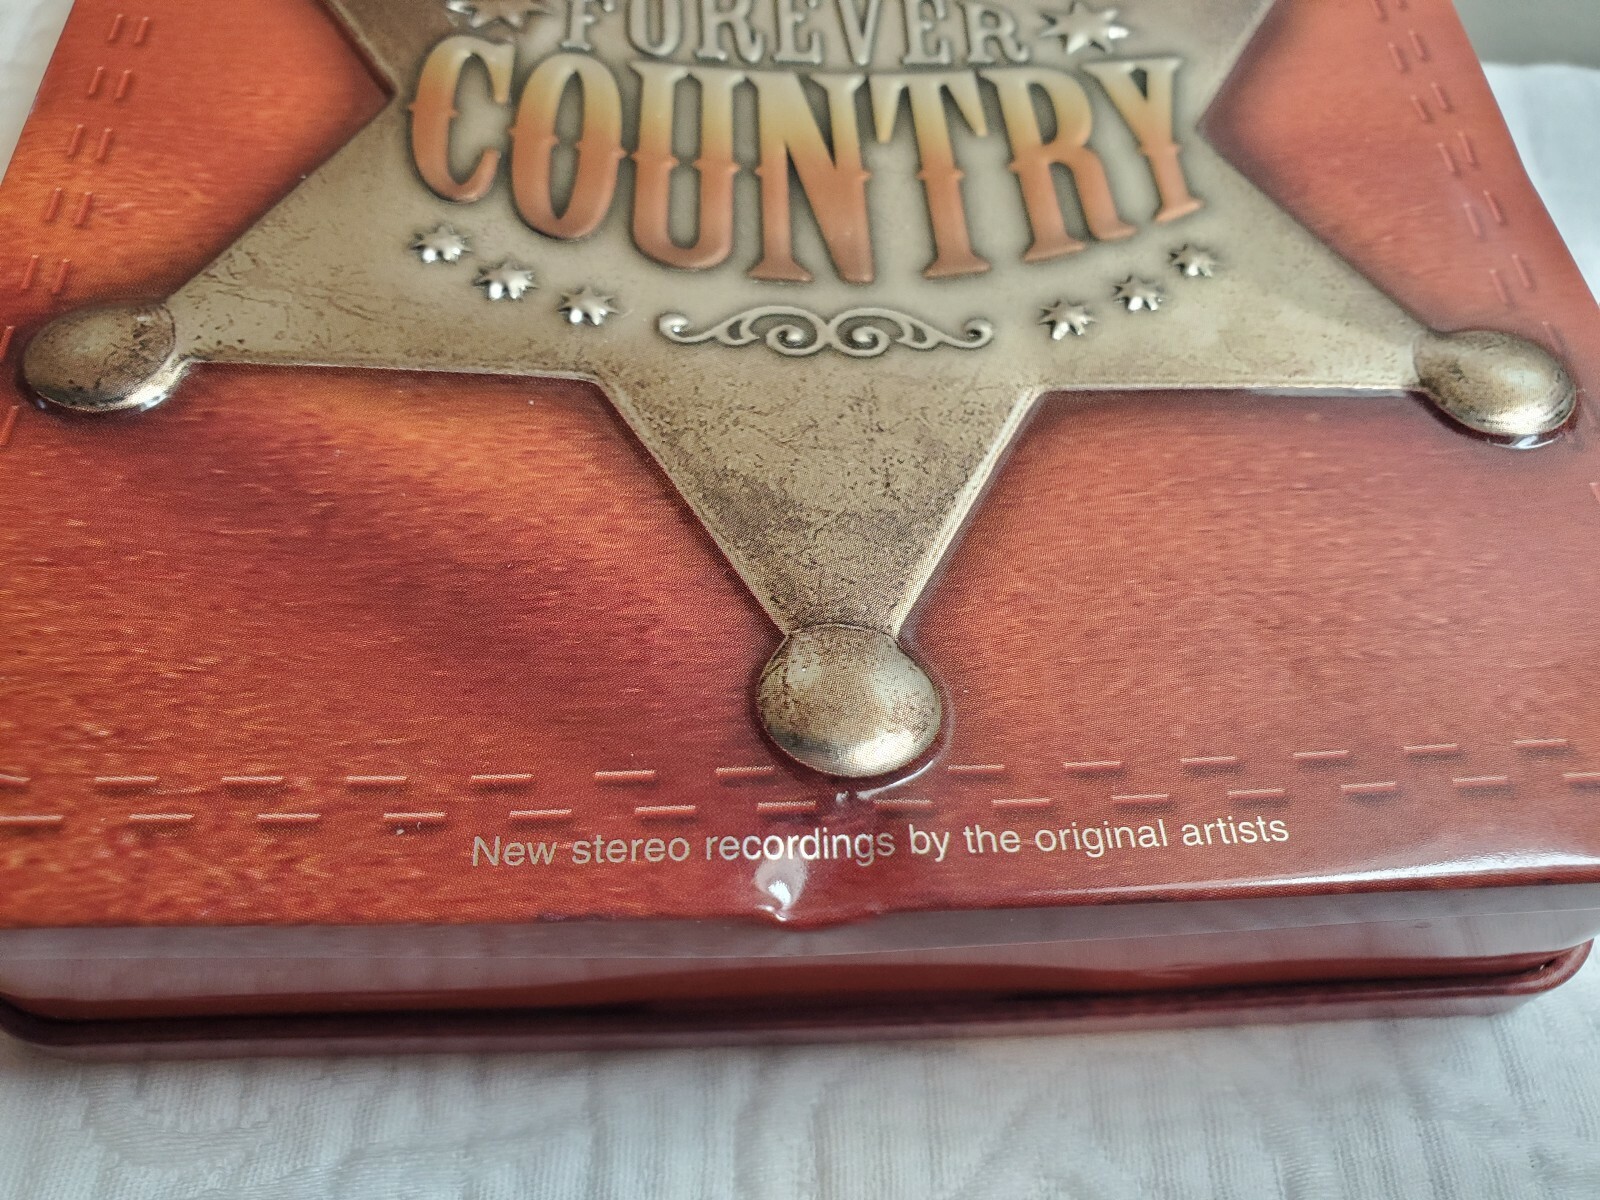 FOREVER
COUNTRY
New stereo recordings by the original artists